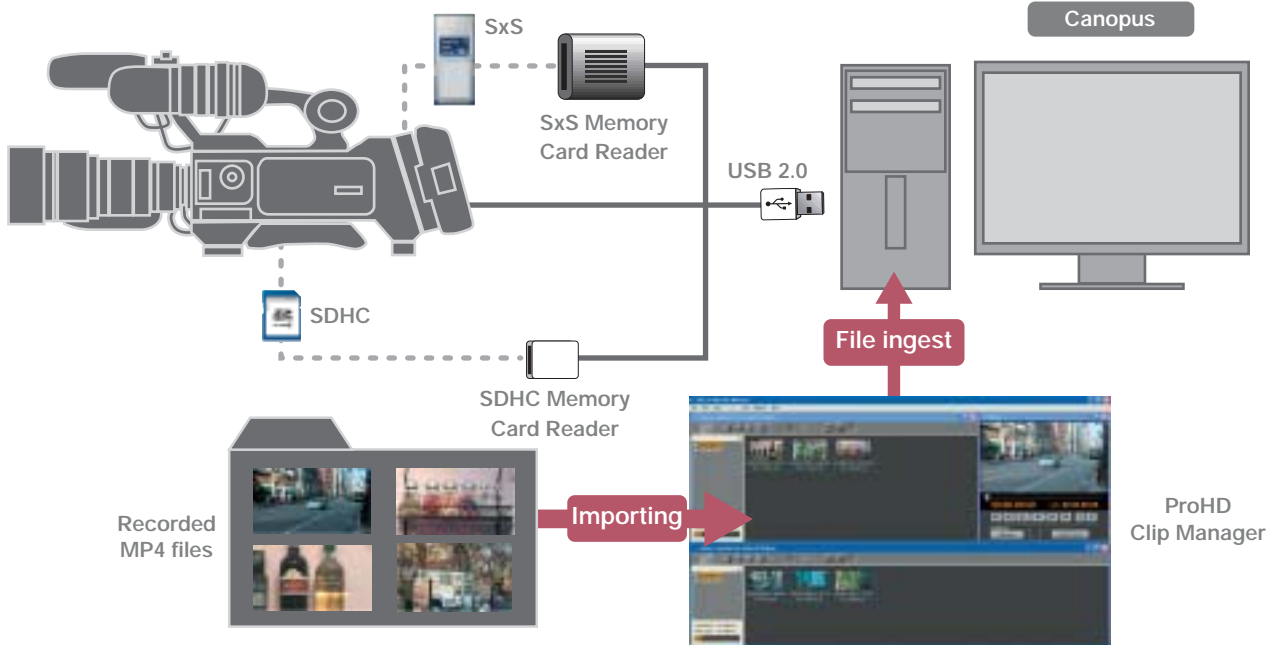 Canopus
SxS
SxS Memory
Card Reader
USB 2.0
SDHC
File ingest
SDHC Memory
Card Reader
Recorded
MP4 files
Importing
ProHD
Clip Manager